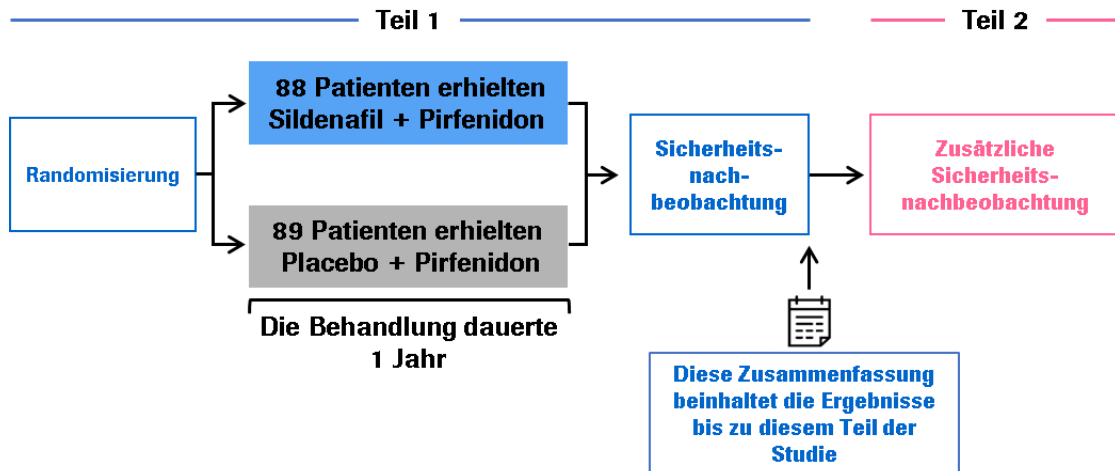 Teil 1
Teil 2
Randomisierung
88 Patienten erhielten
Sildenafil + Pirfenidon
89 Patienten erhielten
Placebo + Pirfenidon
Die Behandlung dauerte
1 Jahr
Sicherheits-
nach-
beobachtung
Zusätzliche
Sicherheits-
nachbeobachtung
Diese Zusammenfassung
beinhaltet die Ergebnisse
bis zu diesem Teil der
Studie